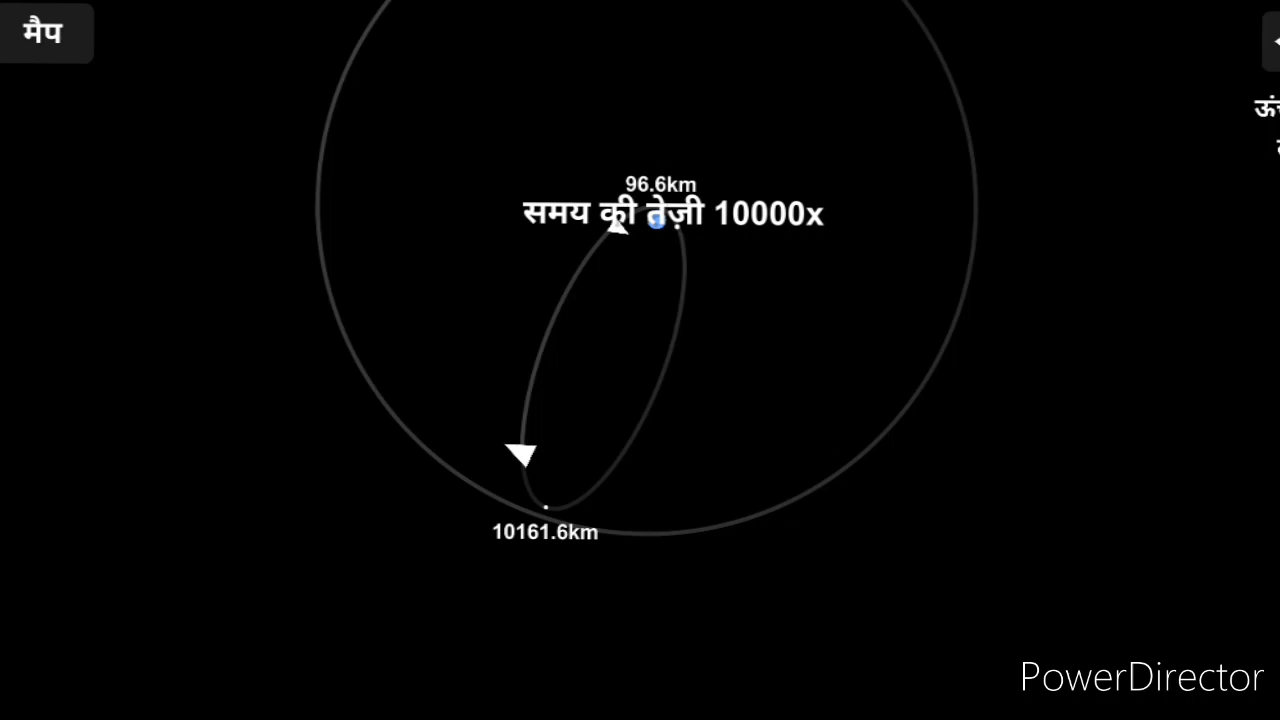 मैप
96.6km
समय की तेज़ी 10000x
10161.6km
PowerDirector